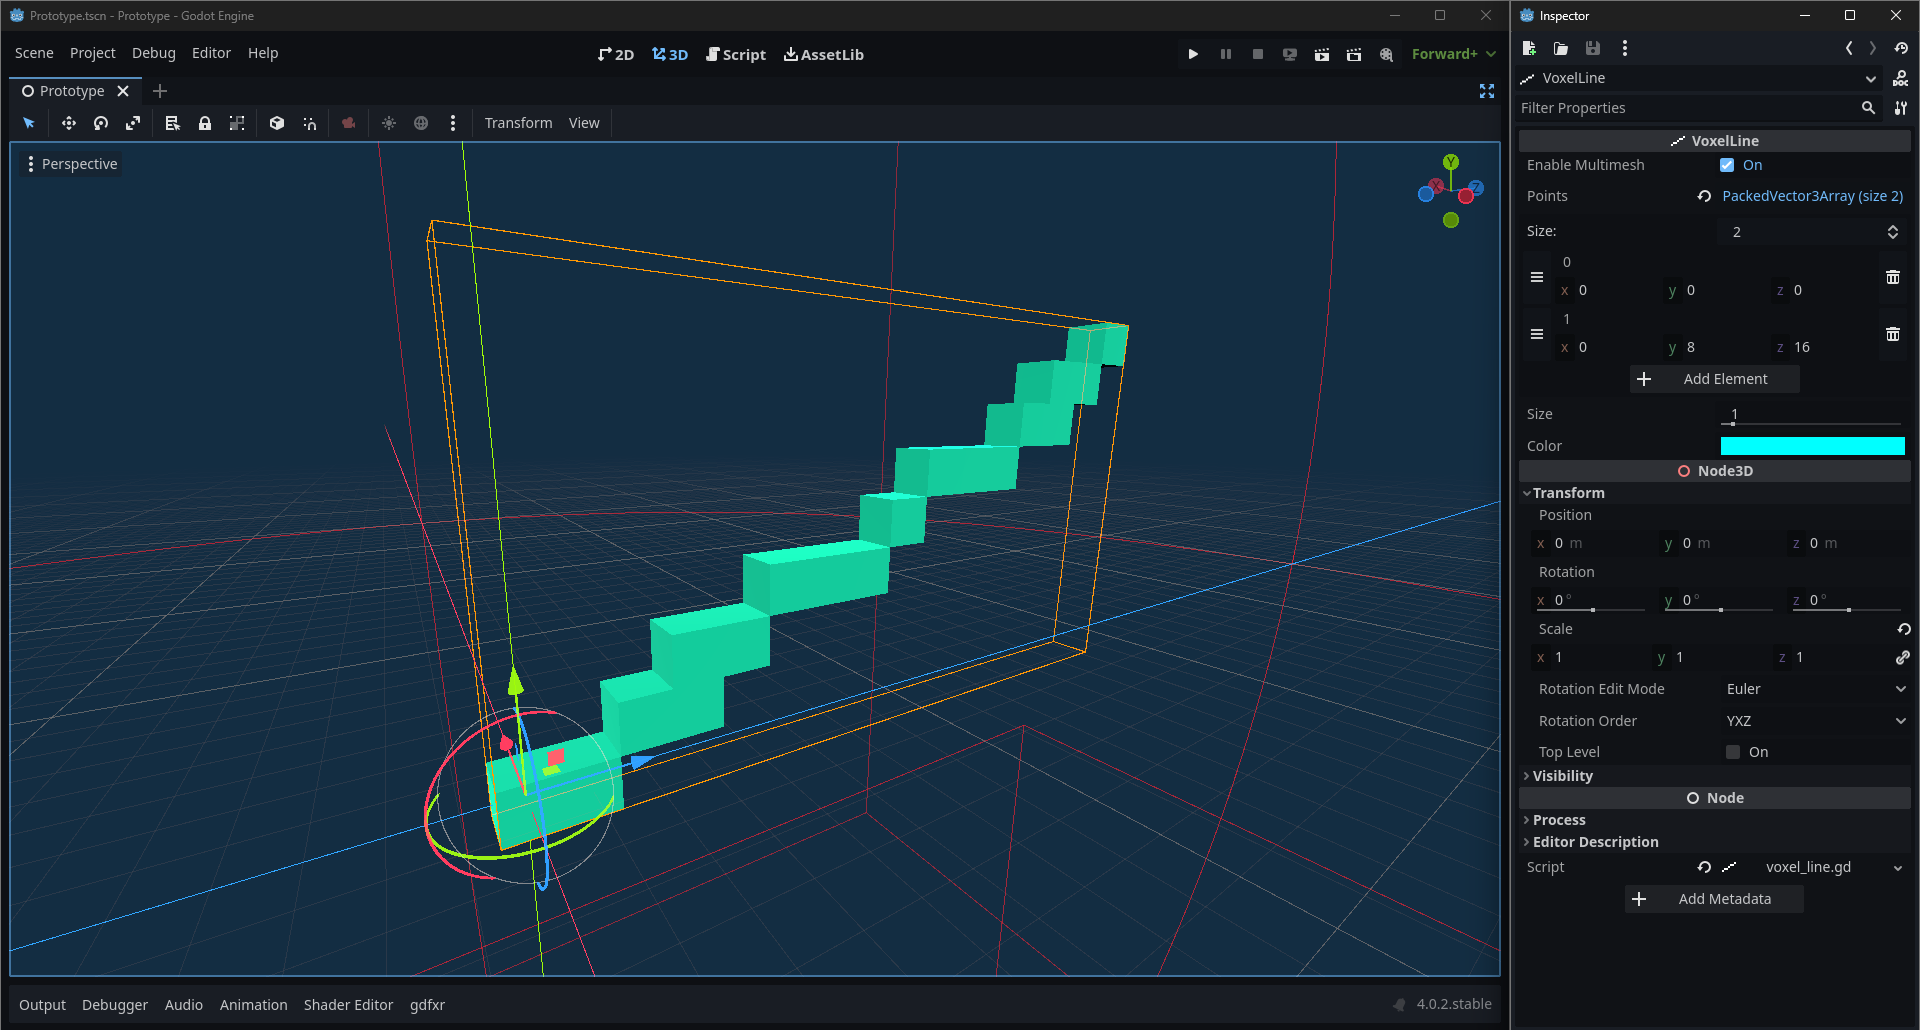 Prototype.tscn - Prototype - Godot Engine
Scene Project Debug Editor Help
2D 3D Script AssetLib
Forward+
Prototype
Transform View
Perspective
Y
X
Z
Output Debugger Audio Animation Shader Editor gdfxr
4.0.2.stable
Inspector
VoxelLine
Filter Properties
VoxelLine
Enable Multimesh On
Points PackedVector3Array (size 2)
Size: 2
0
x 0 y 0 z 0
1
x 0 y 8 z 16
Add Element
Size 1
Color
Node3D
Transform
Position
x 0 m y 0 m z 0 m
Rotation
x 0 ° y 0 ° z 0 °
Scale
x 1 y 1 z 1
Rotation Edit Mode Euler
Rotation Order YXZ
Top Level On
Visibility
Node
Process
Editor Description
Script voxel_line.gd
Add Metadata